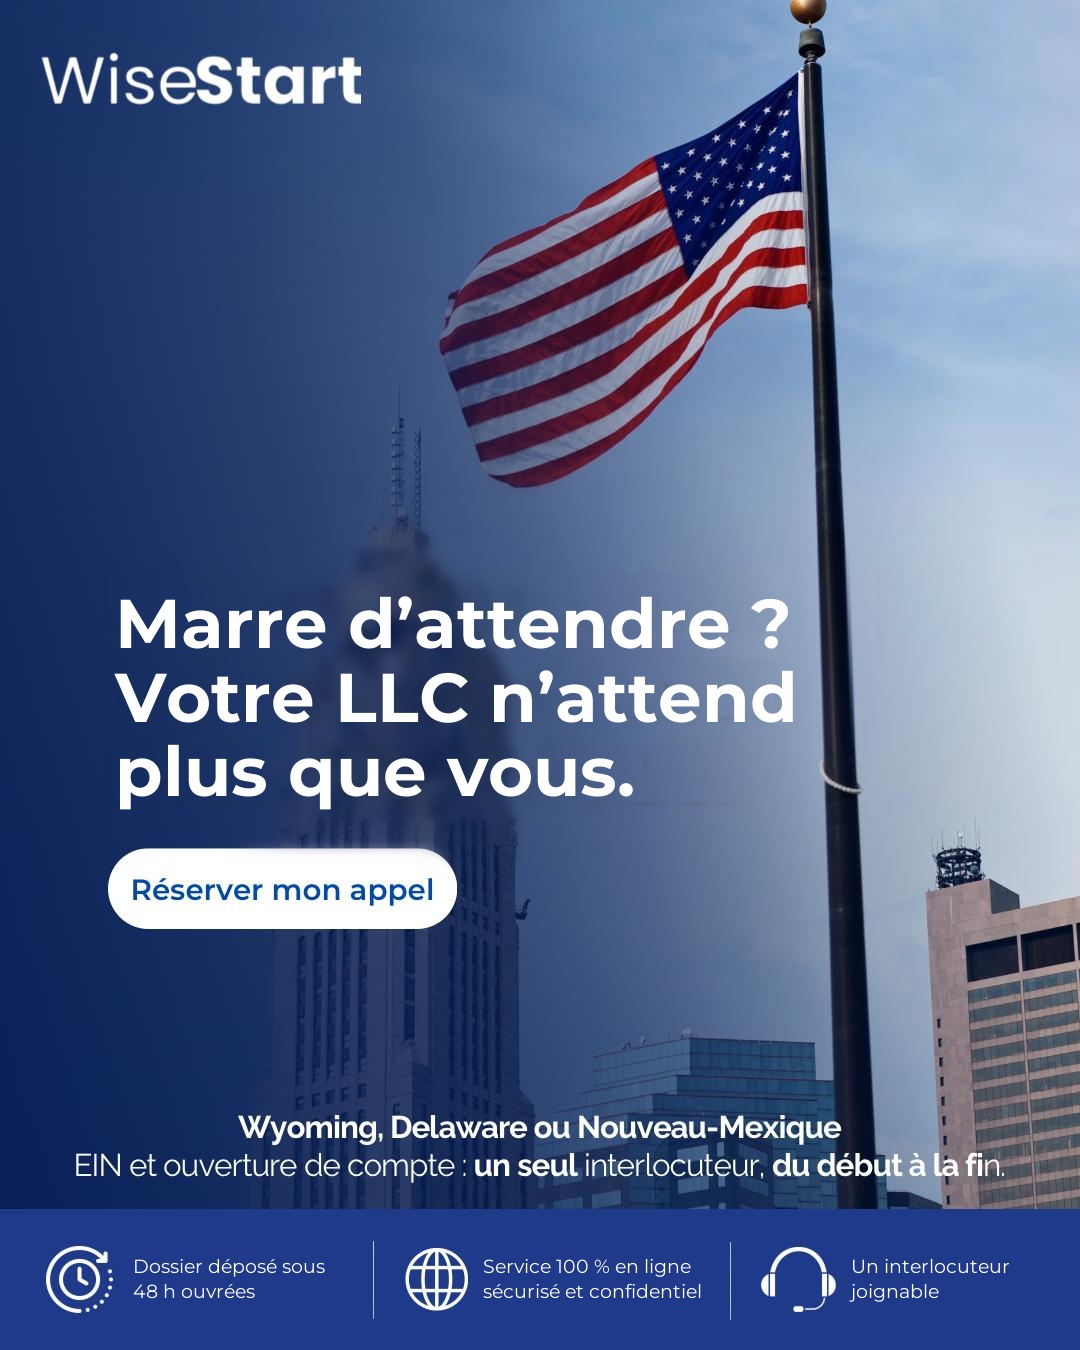 WiseStart
Marre d’attendre ?
Votre LLC n’attend
plus que vous.
Réserver mon appel
Wyoming, Delaware ou Nouveau-Mexique
EIN et ouverture de compte : un seul interlocuteur, du début à la fin.
Dossier déposé sous
48 h ouvrées
Service 100 % en ligne
sécurisé et confidentiel
Un interlocuteur
joignable